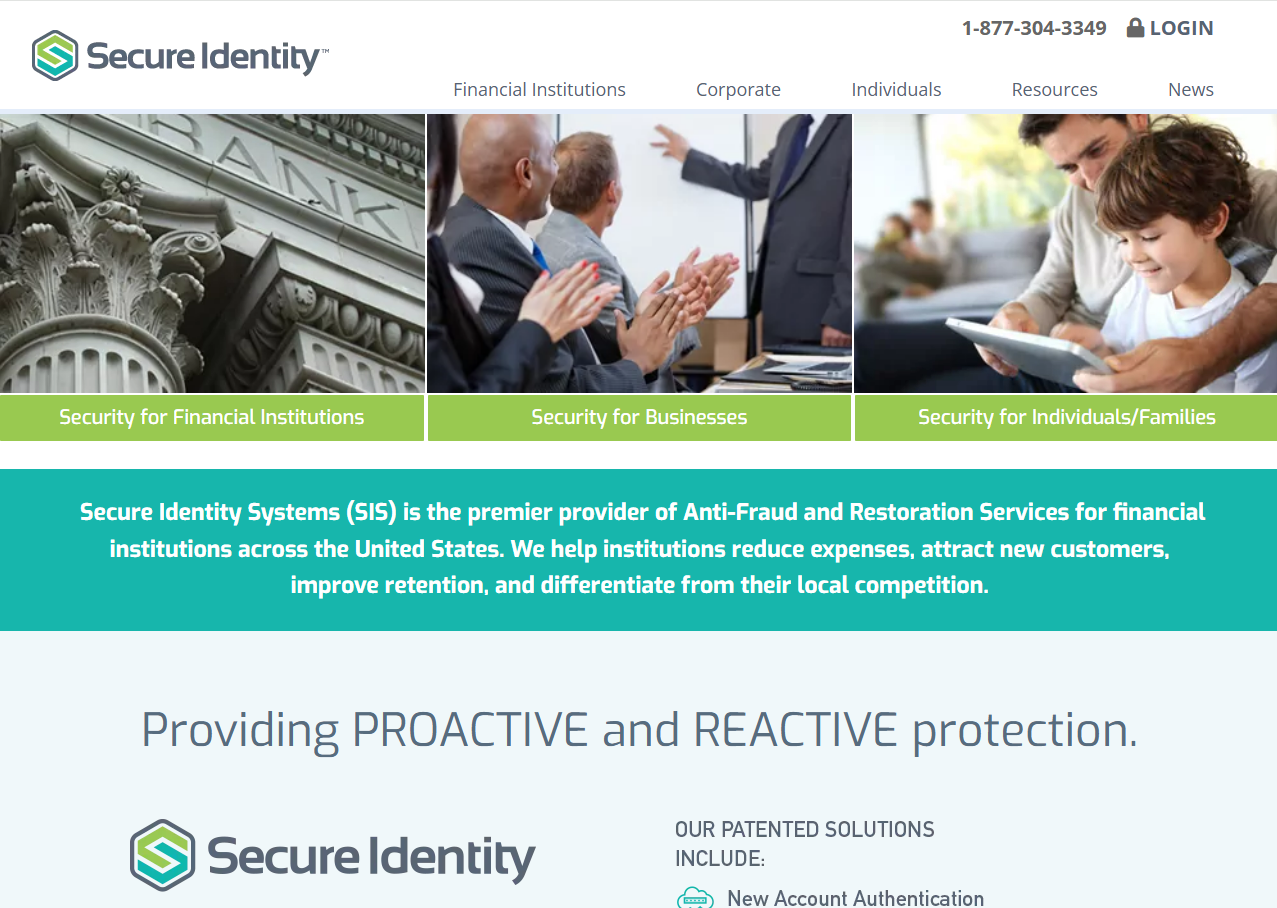 Secure Identity™
1-877-304-3349 LOGIN
Financial Institutions Corporate Individuals Resources News
BANK
Security for Financial Institutions
Security for Businesses
Security for Individuals/Families
Secure Identity Systems (SIS) is the premier provider of Anti-Fraud and Restoration Services for financial
institutions across the United States. We help institutions reduce expenses, attract new customers,
improve retention, and differentiate from their local competition.
Providing PROACTIVE and REACTIVE protection.
Secure Identity
OUR PATENTED SOLUTIONS
INCLUDE:
New Account Authentication